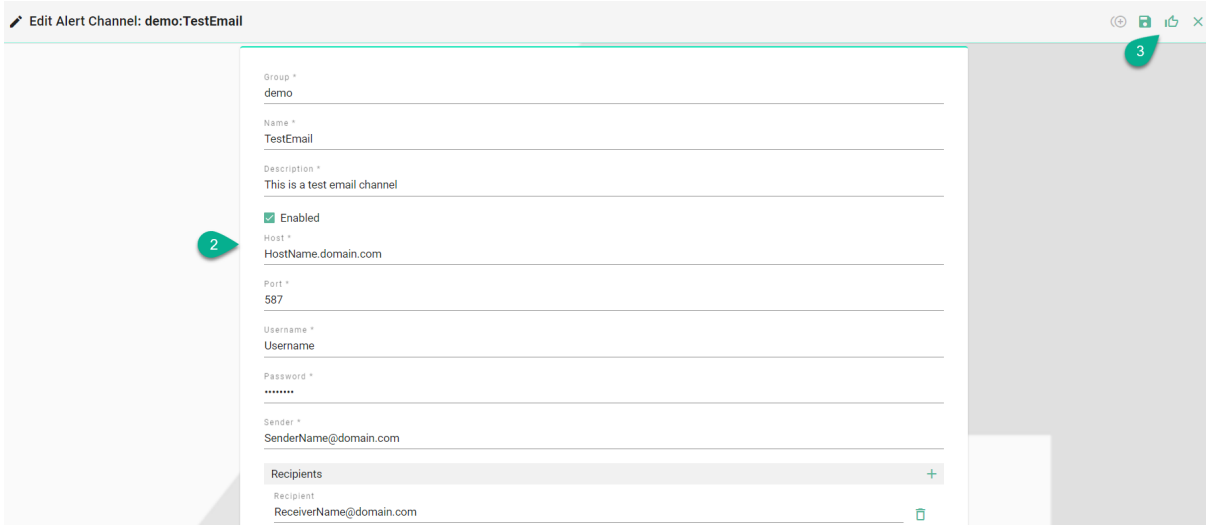 Edit Alert Channel: demo:TestEmail
3
Group *
demo
Name *
TestEmail
Description *
This is a test email channel
Enabled
2
Host *
HostName.domain.com
Port *
587
Username *
Username
Password *
••••••••
Sender *
SenderName@domain.com
Recipients
Recipient
ReceiverName@domain.com